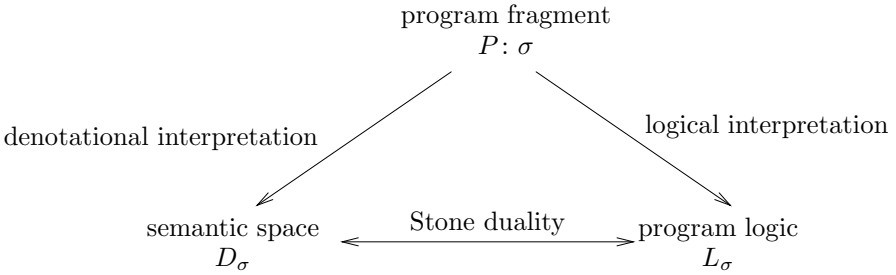 program fragment
P : σ
denotational interpretation
logical interpretation
semantic space
Stone duality
program logic
D_σ
L_σ